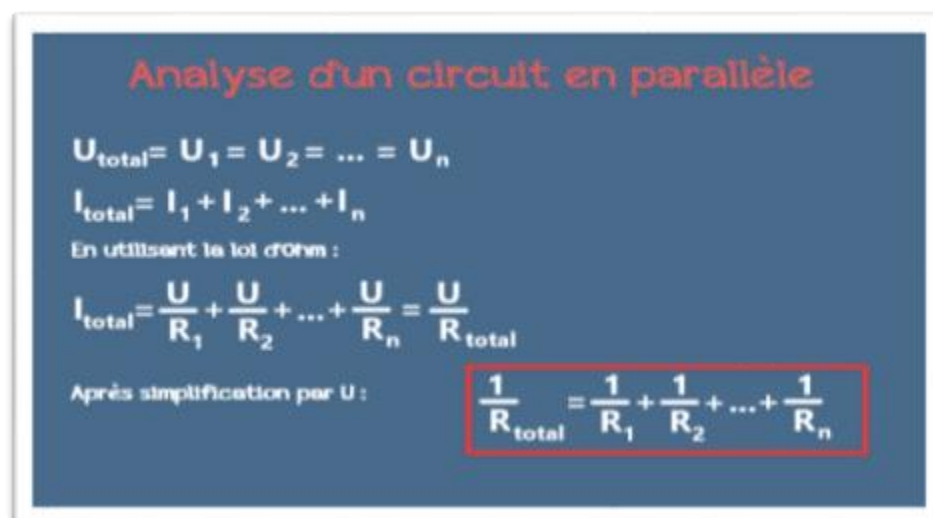 Analyse d'un circuit en parallèle
U_total = U_1 = U_2 = ... = U_n
I_total = I_1 + I_2 + ... + I_n
En utilisant la loi d'Ohm :
I_total = U/R_1 + U/R_2 + ... + U/R_n = U/R_total
Après simplification par U : 1/R_total = 1/R_1 + 1/R_2 + ... + 1/R_n